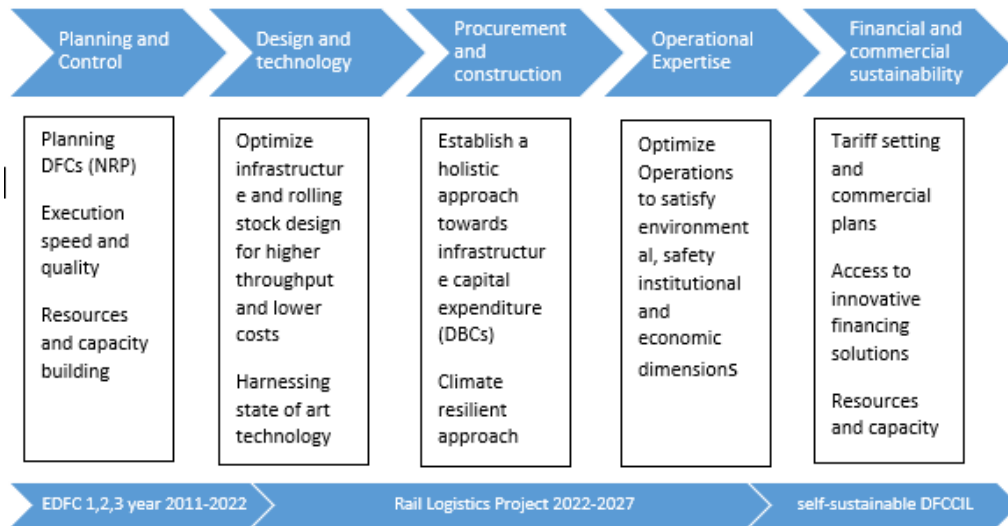 Planning and
Control
Design and
technology
Procurement
and
construction
Operational
Expertise
Financial and
commercial
sustainability
Planning
DFCs (NRP)
Execution
speed and
quality
Resources
and capacity
building
Optimize
infrastructur
e and rolling
stock design
for higher
throughput
and lower
costs
Harnessing
state of art
technology
Establish a
holistic
approach
towards
infrastructur
e capital
expenditure
(DBCs)
Climate
resilient
approach
Optimize
Operations
to satisfy
environment
al, safety
institutional
and
economic
dimensions
Tariff setting
and
commercial
plans
Access to
innovative
financing
solutions
Resources
and capacity
EDFC 1,2,3 year 2011-2022
Rail Logistics Project 2022-2027
self-sustainable DFCCIL